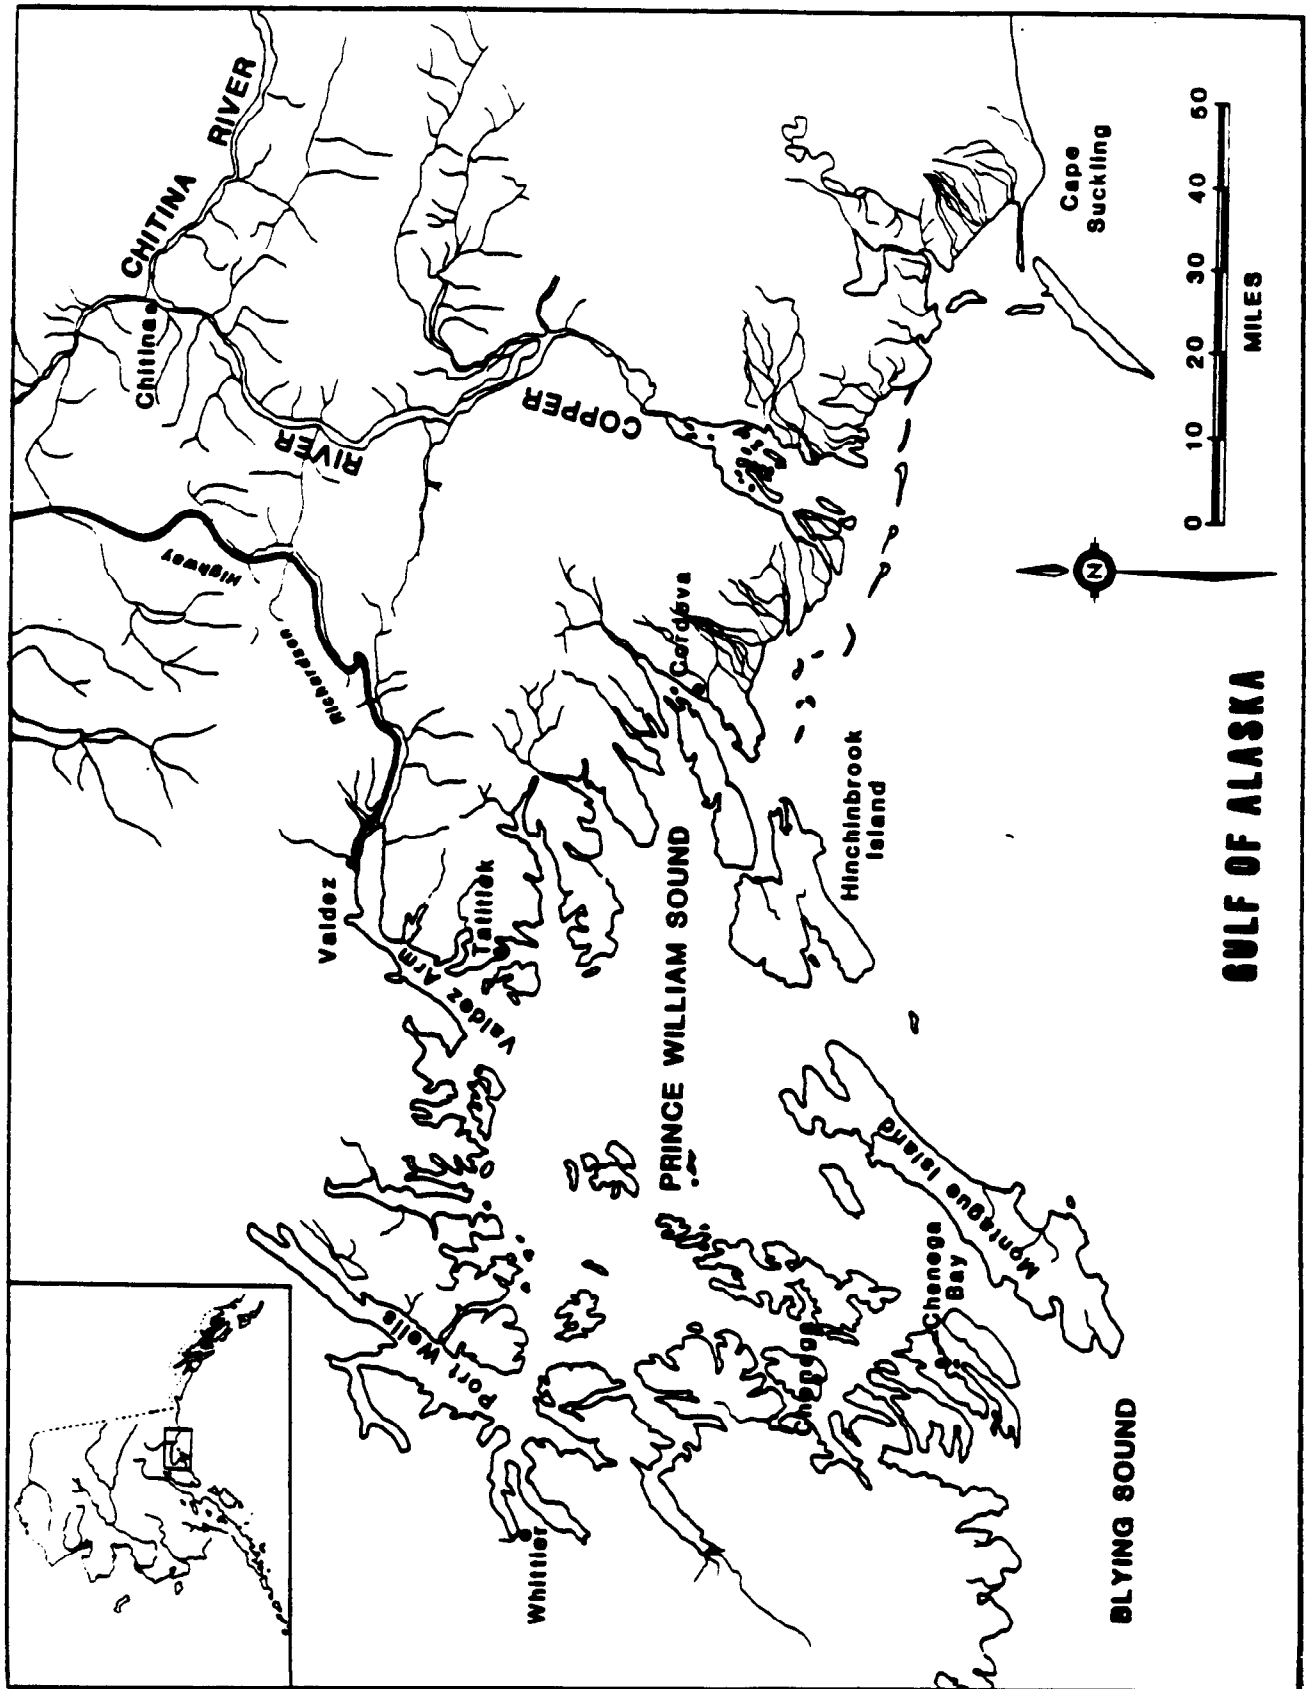 CHITINA RIVER
Chitina
COPPER
RIVER
Richardson
Highway
Valdez
Valdez Arm
Tatitlek
Cordova
Port Wells
Whittier
PRINCE WILLIAM SOUND
Hinchinbrook
Island
Cape
Suckling
Chenega
Chenega
Bay
Montague Island
BLYING SOUND
GULF OF ALASKA
N
0 10 20 30 40 50
MILES